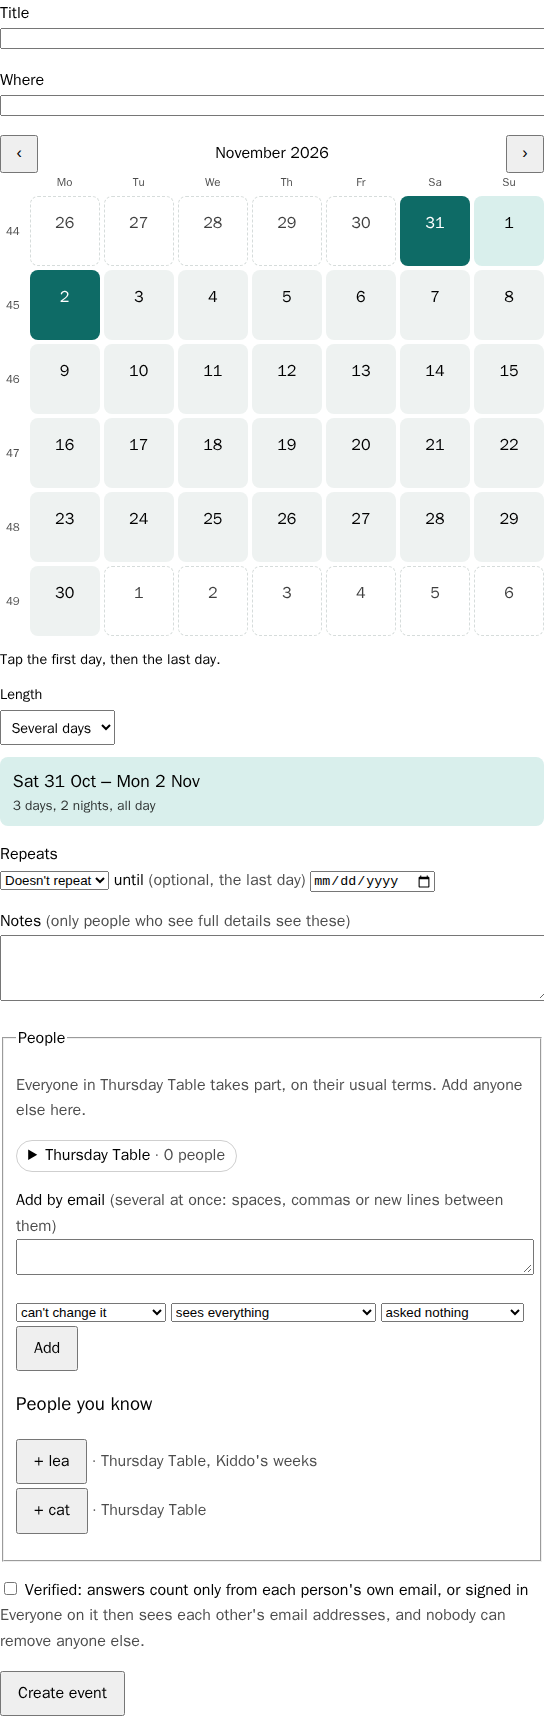 Title
Where
‹ November 2026 ›
Mo Tu We Th Fr Sa Su
44 26 27 28 29 30 31 1
45 2 3 4 5 6 7 8
46 9 10 11 12 13 14 15
47 16 17 18 19 20 21 22
48 23 24 25 26 27 28 29
49 30 1 2 3 4 5 6
Tap the first day, then the last day.
Length
Several days
Sat 31 Oct – Mon 2 Nov
3 days, 2 nights, all day
Repeats
Doesn't repeat until (optional, the last day) mm/dd/yyyy
Notes (only people who see full details see these)
People
Everyone in Thursday Table takes part, on their usual terms. Add anyone
else here.
▶ Thursday Table · 0 people
Add by email (several at once: spaces, commas or new lines between
them)
can't change it sees everything asked nothing
Add
People you know
+ lea · Thursday Table, Kiddo's weeks
+ cat · Thursday Table
Verified: answers count only from each person's own email, or signed in
Everyone on it then sees each other's email addresses, and nobody can
remove anyone else.
Create event